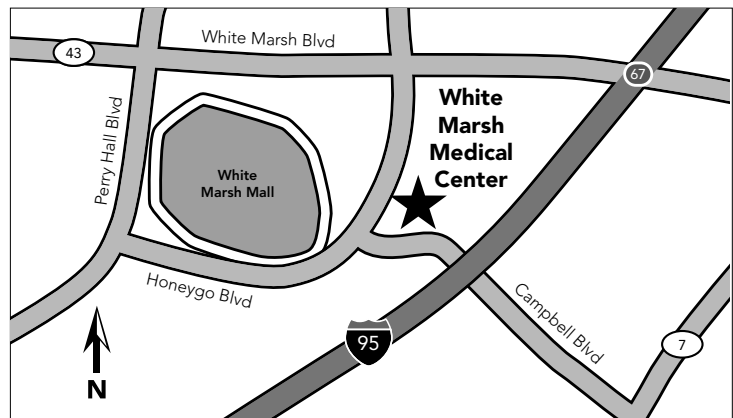 White Marsh Blvd
43
67
Perry Hall Blvd
White
Marsh
Medical
Center
White
Marsh Mall
Honeygo Blvd
Campbell Blvd
95
7
N